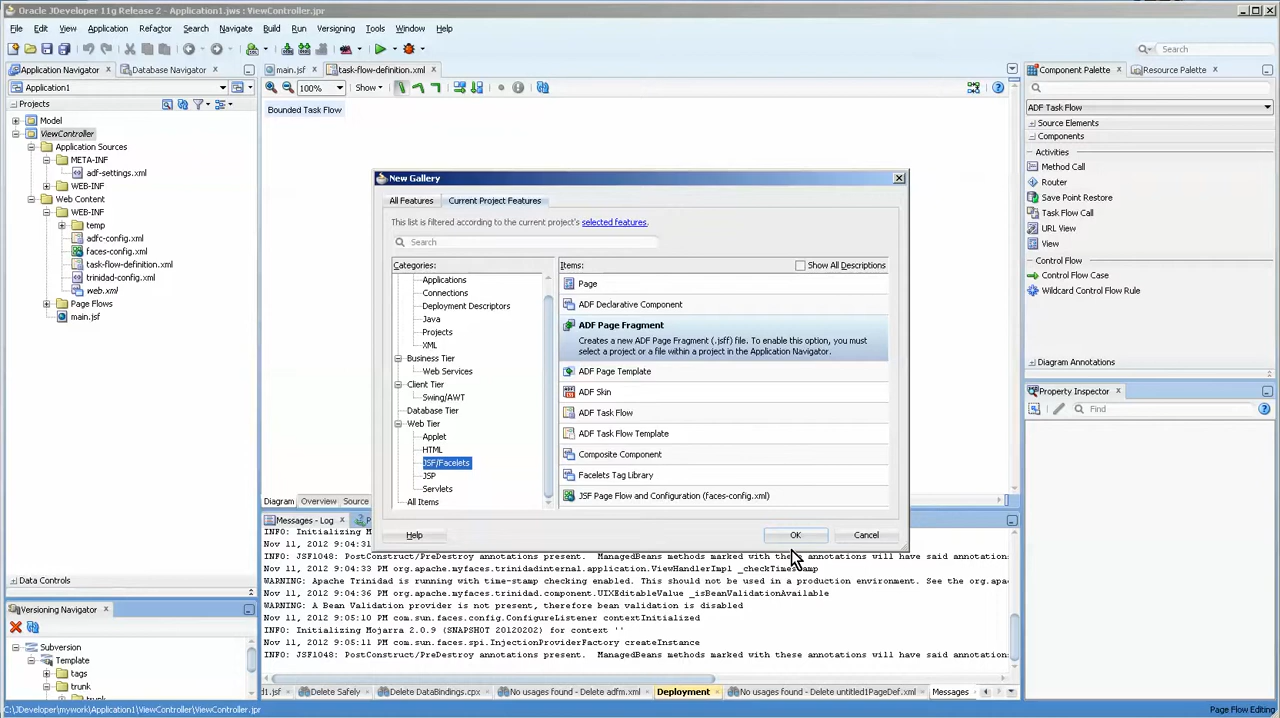 Oracle JDeveloper 11g Release 2 - Application1.jws : ViewController.jpr
File Edit View Application Refactor Search Navigate Build Run Versioning Tools Window Help
Search
Application Navigator
Database Navigator
Application1
Projects
Model
ViewController
Application Sources
META-INF
adf-settings.xml
WEB-INF
Web Content
WEB-INF
temp
adfc-config.xml
faces-config.xml
task-flow-definition.xml
trinidad-config.xml
web.xml
Page Flows
main.jsf
Data Controls
Versioning Navigator
Subversion
Template
tags
trunk
main.jsf
task-flow-definition.xml
100%
Show
Bounded Task Flow
New Gallery
All Features
Current Project Features
This list is filtered according to the current project's selected features.
Search
Categories:
Applications
Connections
Deployment Descriptors
Java
Projects
XML
Business Tier
Web Services
Client Tier
Swing/AWT
Database Tier
Web Tier
Applet
HTML
JSF/Facelets
JSP
Servlets
All Items
Items:
Show All Descriptions
Page
ADF Declarative Component
ADF Page Fragment
Creates a new ADF Page Fragment (.jsff) file. To enable this option, you must
select a project or a file within a project in the Application Navigator.
ADF Page Template
ADF Skin
ADF Task Flow
ADF Task Flow Template
Composite Component
Facelets Tag Library
JSF Page Flow and Configuration (faces-config.xml)
Help
OK
Cancel
Diagram
Overview
Source
Messages - Log
INFO: Initializing
Nov 11, 2012 9:04:31
INFO: JSF1048: PostConstruct/PreDestroy annotations present. ManagedBeans methods marked with these annotations will have said annotatio
Nov 11, 2012 9:04:33 PM org.apache.myfaces.trinidadinternal.application.ViewHandlerImpl _checkTimestamp
WARNING: Apache Trinidad is running with time-stamp checking enabled. This should not be used in a production environment. See the org.ap
Nov 11, 2012 9:04:36 PM org.apache.myfaces.trinidad.component.UIXEditableValue _isBeanValidationAvailable
WARNING: A Bean Validation provider is not present, therefore bean validation is disabled
Nov 11, 2012 9:05:10 PM com.sun.faces.config.ConfigureListener contextInitialized
INFO: Initializing Mojarra 2.0.9 (SNAPSHOT 20120202) for context ''
Nov 11, 2012 9:05:11 PM com.sun.faces.spi.InjectionProviderFactory createInstance
INFO: JSF1048: PostConstruct/PreDestroy annotations present. ManagedBeans methods marked with these annotations will have said annotatio
d1.jsf
Delete Safely
Delete DataBindings.cpx
No usages found - Delete adfm.xml
Deployment
No usages found - Delete untitled1PageDef.xml
Messages
Component Palette
Resource Palette
ADF Task Flow
Source Elements
Components
Activities
Method Call
Router
Save Point Restore
Task Flow Call
URL View
View
Control Flow
Control Flow Case
Wildcard Control Flow Rule
Diagram Annotations
Property Inspector
Find
C:\JDeveloper\mywork\Application1\ViewController\ViewController.jpr
Page Flow Editing